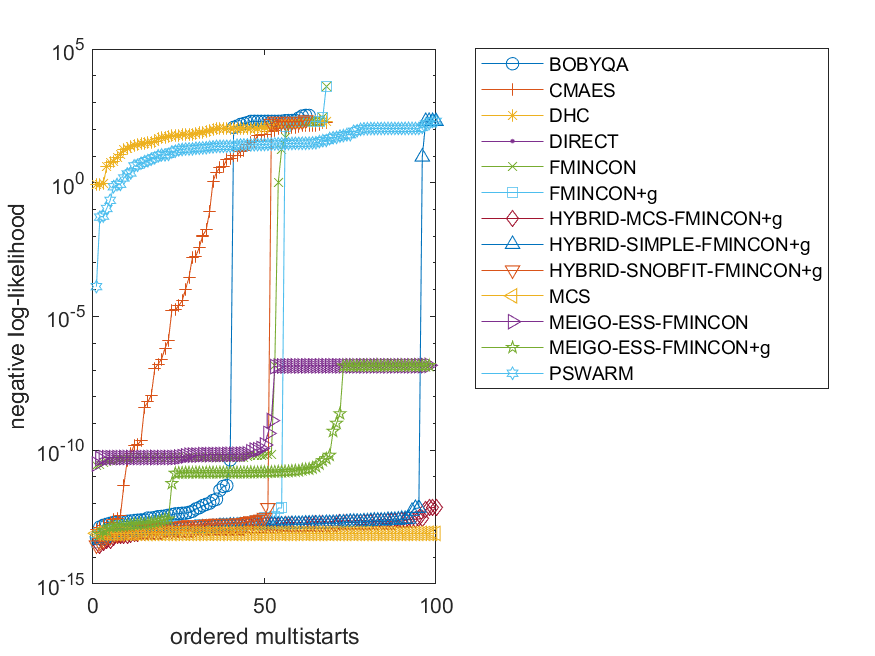 10^5
10^0
10^-5
10^-10
10^-15
negative log-likelihood
0
50
100
ordered multistarts
BOBYQA
CMAES
DHC
DIRECT
FMINCON
FMINCON+g
HYBRID-MCS-FMINCON+g
HYBRID-SIMPLE-FMINCON+g
HYBRID-SNOBFIT-FMINCON+g
MCS
MEIGO-ESS-FMINCON
MEIGO-ESS-FMINCON+g
PSWARM